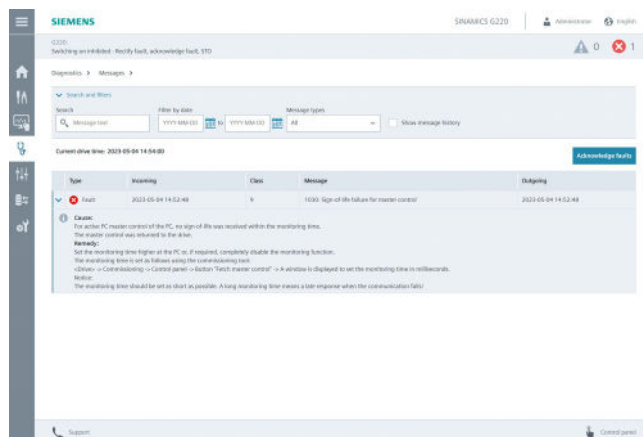 SIEMENS
SINAMICS G220
Administrator
English
G220:
Switching on inhibited - Rectify fault, acknowledge fault, STO
0
1
Diagnostics > Messages >
Search and filters
Search
Filter by date
Message types
Message text
YYYY-MM-DD
to
YYYY-MM-DD
All
Show message history
Current drive time: 2023-05-04 14:54:00
Acknowledge faults
Type Incoming Class Message Outgoing
Fault 2023-05-04 14:52:48 9 1030: Sign-of-life failure for master control 2023-05-04 14:52:48
Cause:
For active PC master control of the PC, no sign-of-life was received within the monitoring time.
The master control was returned to the drive.
Remedy:
Set the monitoring time higher at the PC or, if required, completely disable the monitoring function.
The monitoring time is set as follows using the commissioning tool:
<Drive> -> Commissioning -> Control panel -> Button "Fetch master control" -> A window is displayed to set the monitoring time in milliseconds.
Notice:
The monitoring time should be set as short as possible. A long monitoring time means a late response when the communication fails!
Support
Control panel